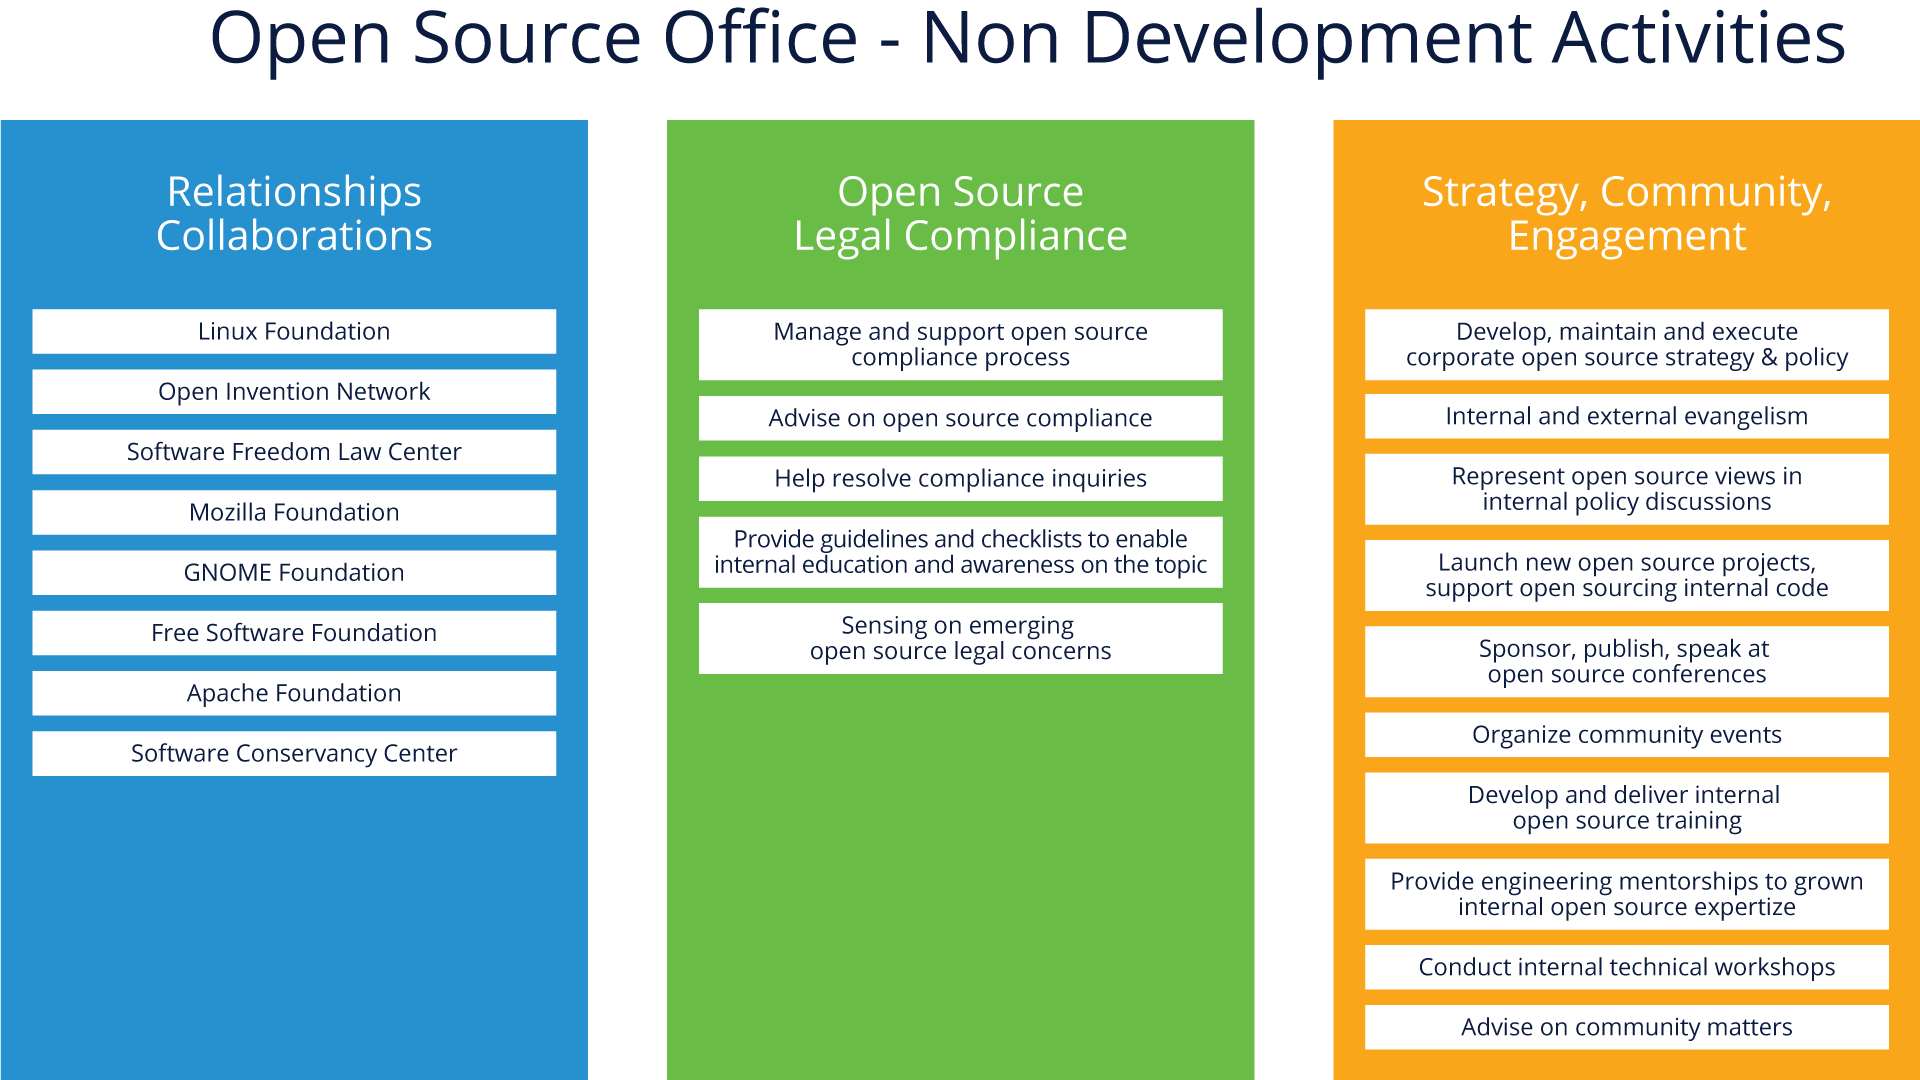 Open Source Office - Non Development Activities
Relationships
Collaborations
Linux Foundation
Open Invention Network
Software Freedom Law Center
Mozilla Foundation
GNOME Foundation
Free Software Foundation
Apache Foundation
Software Conservancy Center
Open Source
Legal Compliance
Manage and support open source
compliance process
Advise on open source compliance
Help resolve compliance inquiries
Provide guidelines and checklists to enable
internal education and awareness on the topic
Sensing on emerging
open source legal concerns
Strategy, Community,
Engagement
Develop, maintain and execute
corporate open source strategy & policy
Internal and external evangelism
Represent open source views in
internal policy discussions
Launch new open source projects,
support open sourcing internal code
Sponsor, publish, speak at
open source conferences
Organize community events
Develop and deliver internal
open source training
Provide engineering mentorships to grown
internal open source expertize
Conduct internal technical workshops
Advise on community matters